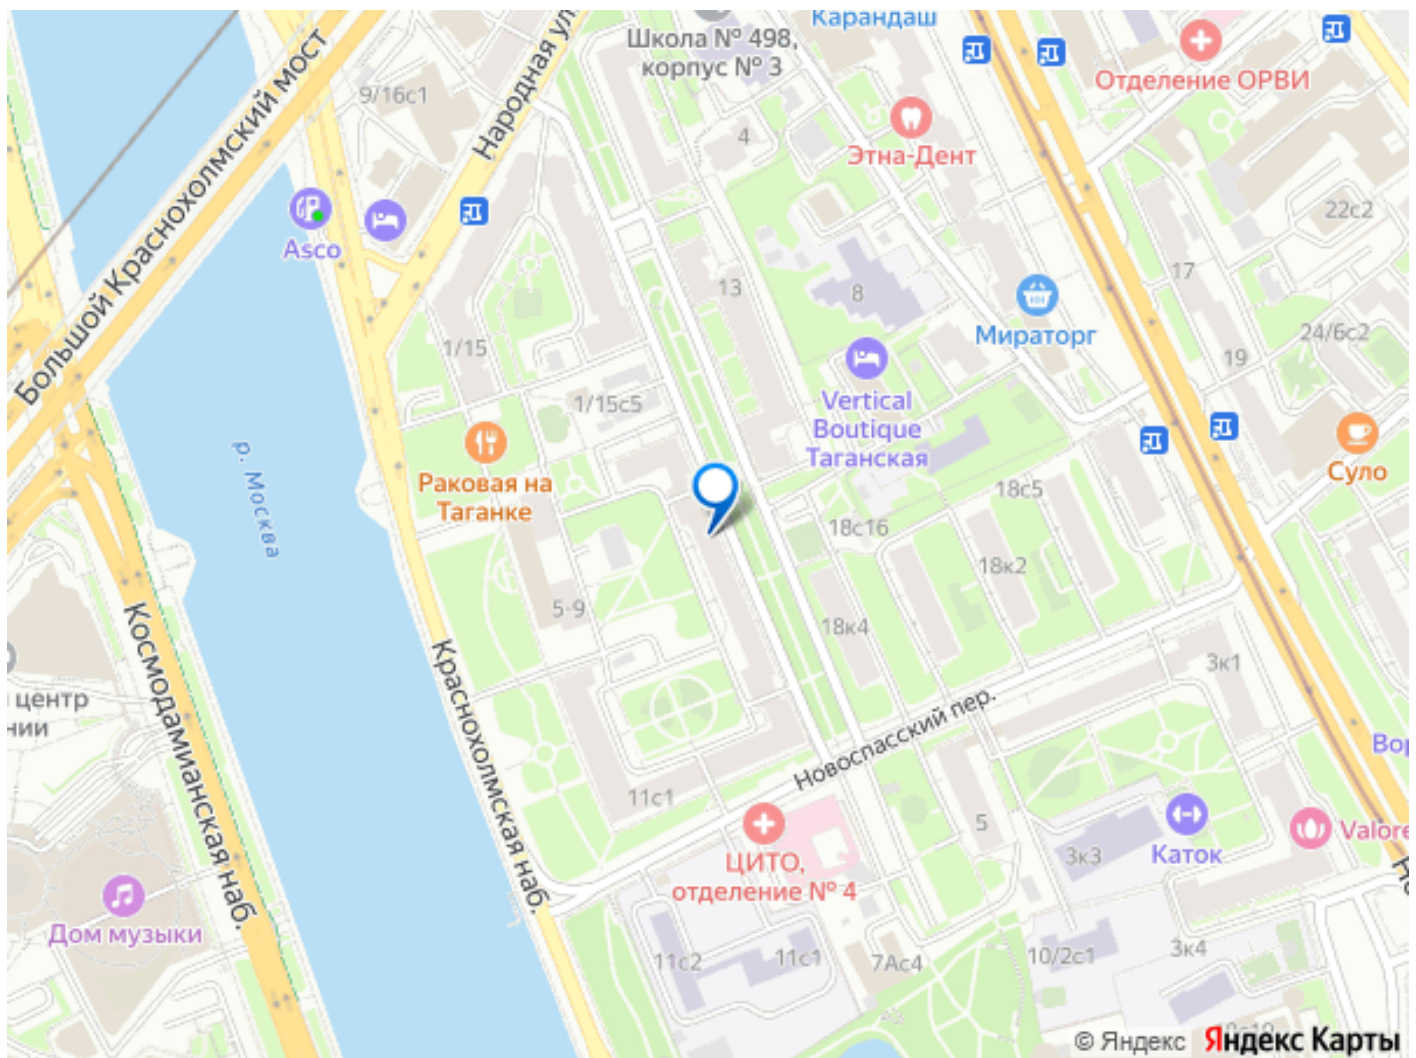 Карандаш
Школа № 498,
корпус № 3
Отделение ОРВИ
Большой Краснохолмский мост
9/16с1
Народная ул.
4
Этна-Дент
22с2
Asco
17
13
8
Мираторг
24/6с2
1/15
19
Vertical
Boutique
Таганская
1/15с5
Раковая на
Таганке
Суло
р. Москва
18с5
18с16
18к2
5-9
18к4
Космодамианская наб.
Краснохолмская наб.
3к1
центр
нии
Новоспасский пер.
Вор
11с1
5
Valore
3к3
Каток
ЦИТО,
отделение № 4
Но
Дом музыки
11с2
11с1
7Ас4
10/2с1
3к4
© Яндекс Яндекс Карты